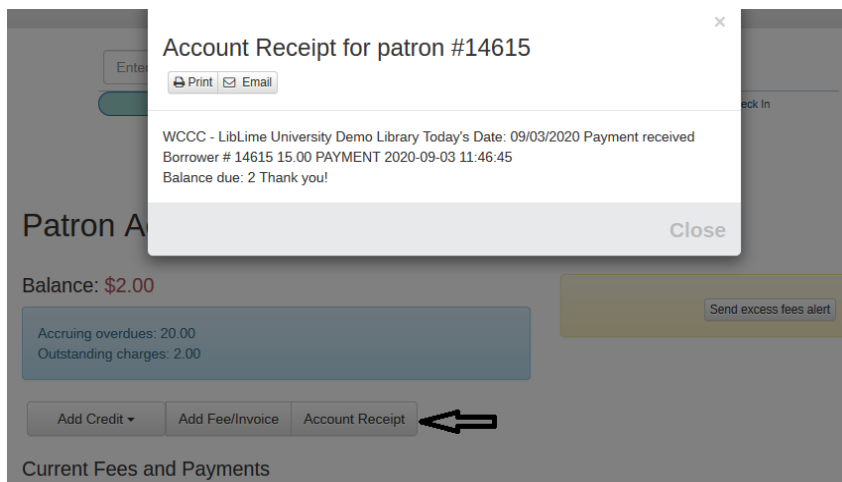 ×
Account Receipt for patron #14615
Enter
Print Email
eck In
WCCC - LibLime University Demo Library Today's Date: 09/03/2020 Payment received
Borrower # 14615 15.00 PAYMENT 2020-09-03 11:46:45
Balance due: 2 Thank you!
Close
Patron A
Balance: $2.00
Send excess fees alert
Accruing overdues: 20.00
Outstanding charges: 2.00
Add Credit Add Fee/Invoice Account Receipt
Current Fees and Payments